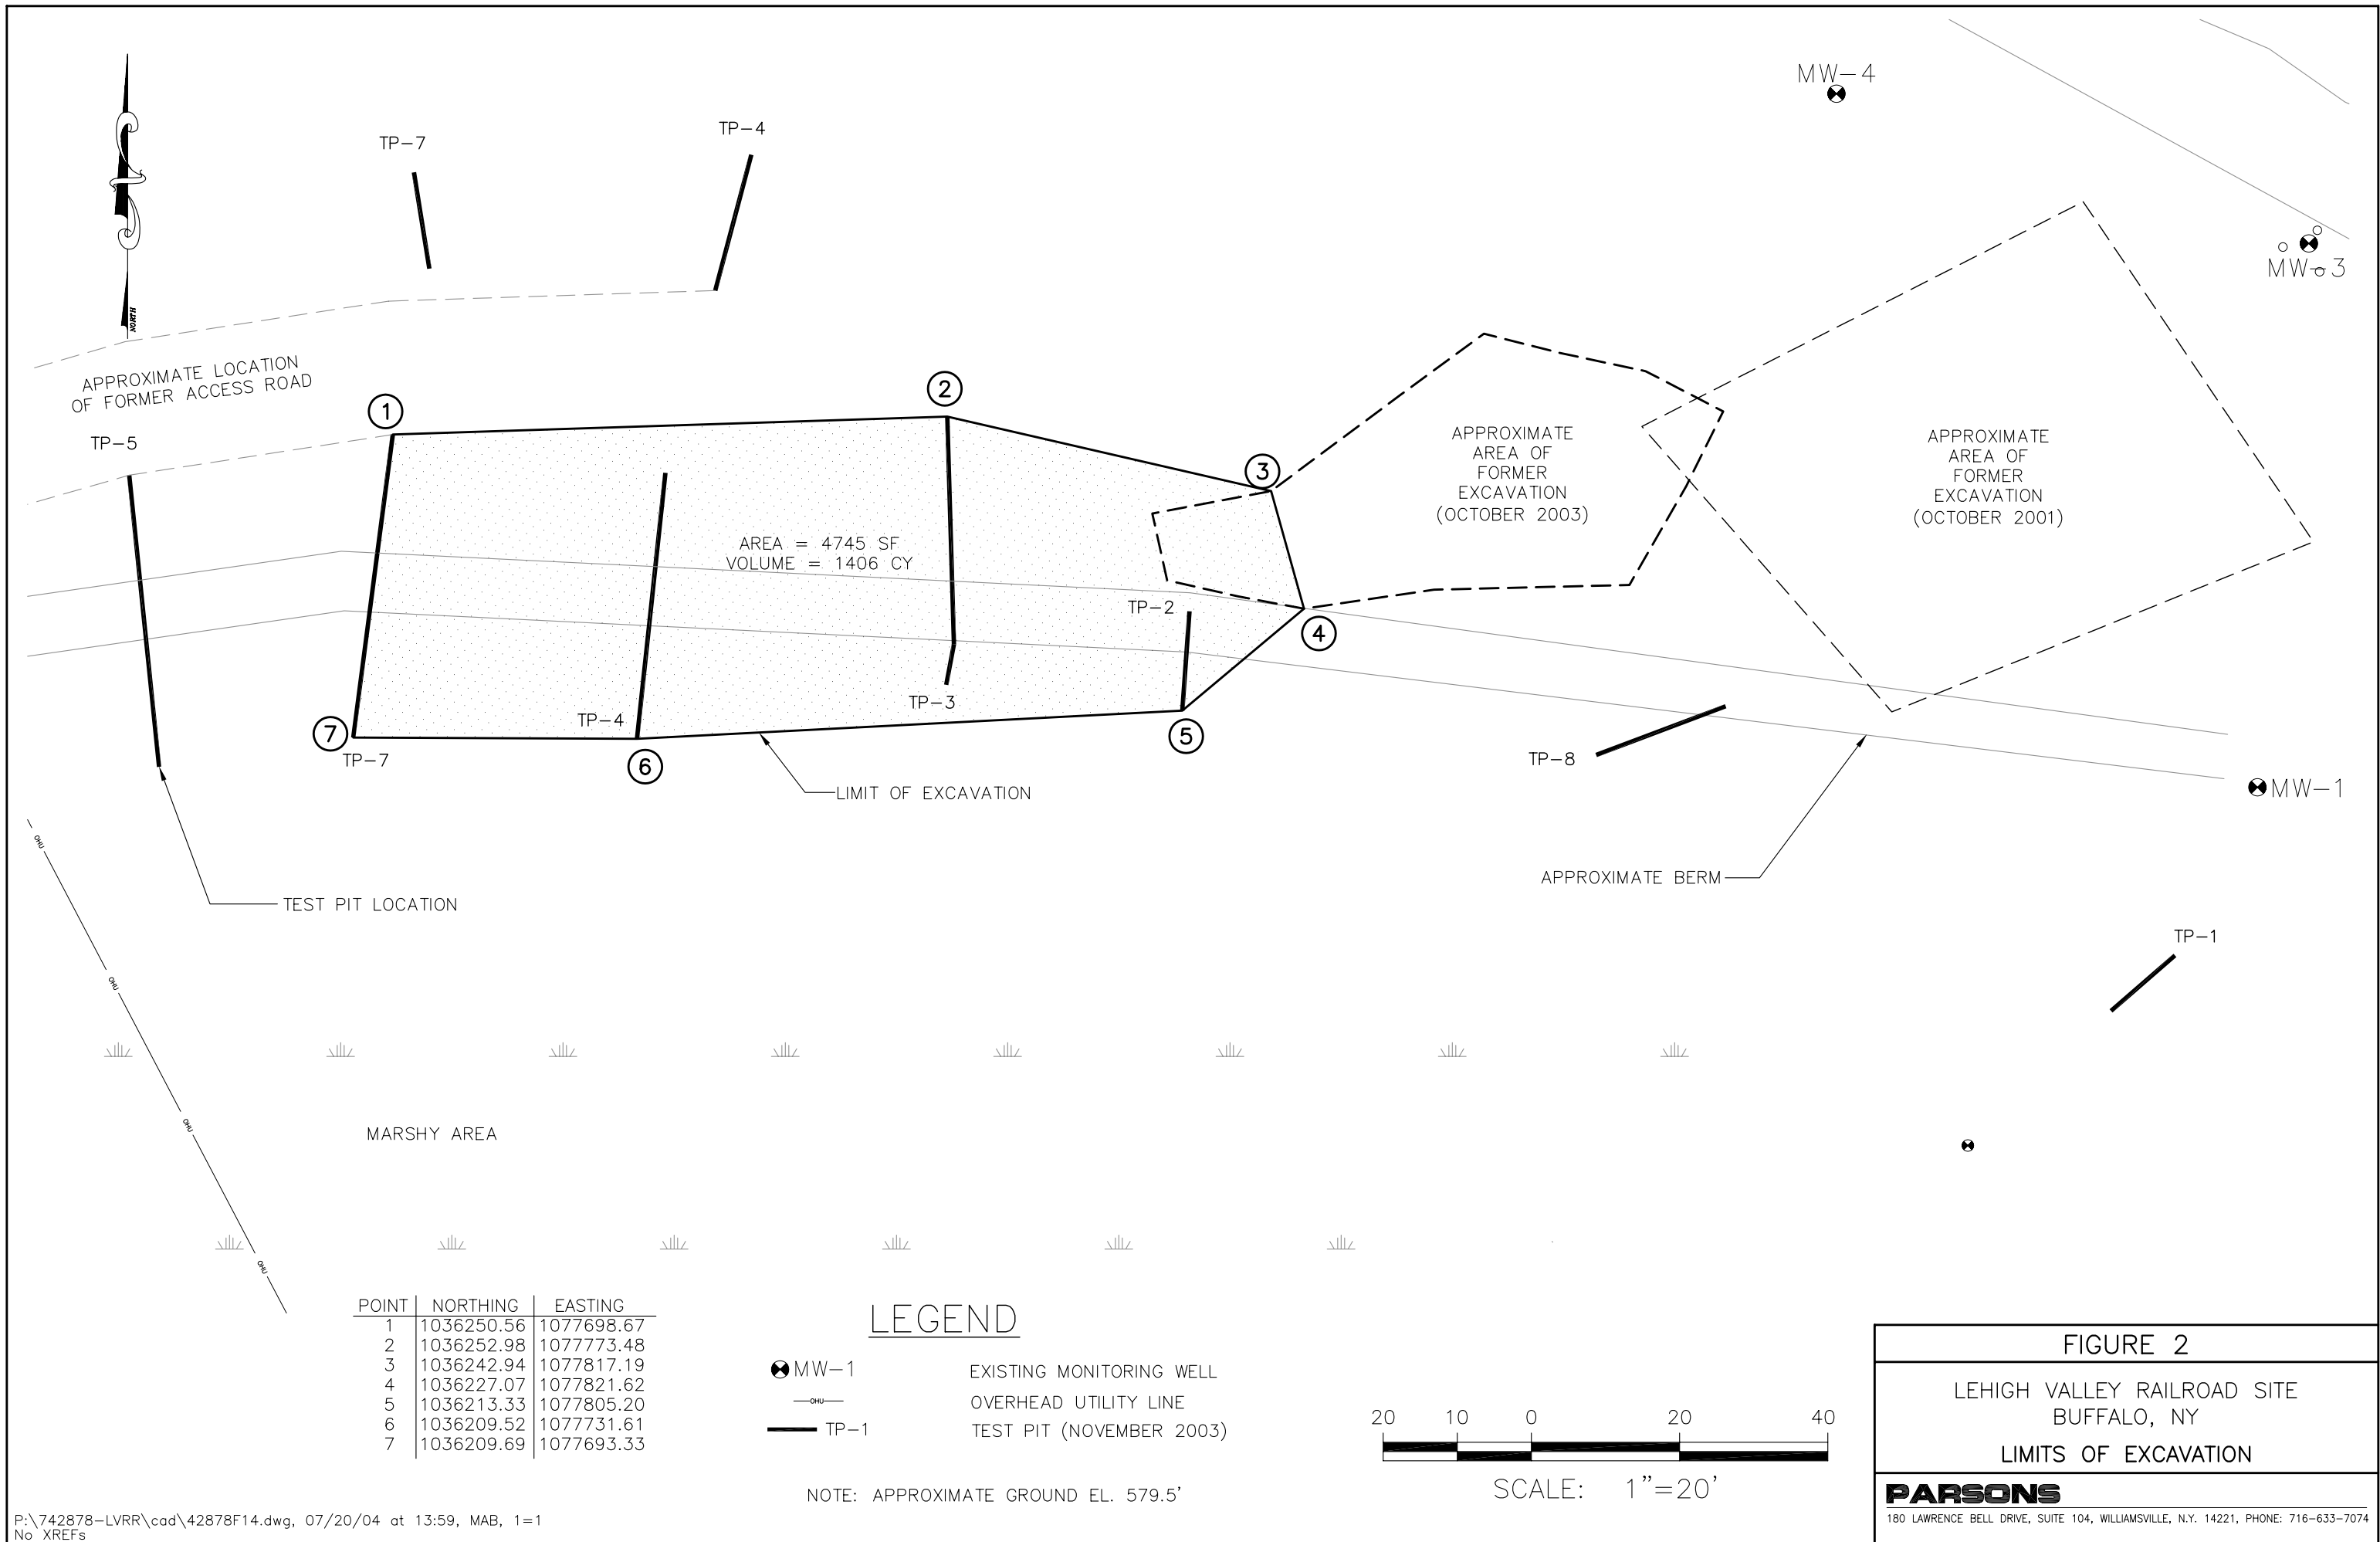 MW-4
TP-7
TP-4
MW-3
NORTH
APPROXIMATE LOCATION
OF FORMER ACCESS ROAD
1
2
TP-5
3
APPROXIMATE
AREA OF
FORMER
EXCAVATION
(OCTOBER 2003)
APPROXIMATE
AREA OF
FORMER
EXCAVATION
(OCTOBER 2001)
AREA = 4745 SF
VOLUME = 1406 CY
TP-2
4
TP-3
TP-4
7
TP-7
6
5
TP-8
LIMIT OF EXCAVATION
MW-1
APPROXIMATE BERM
TEST PIT LOCATION
OHU
OHU
OHU
OHU
TP-1
MARSHY AREA
POINT NORTHING EASTING
1 1036250.56 1077698.67
2 1036252.98 1077773.48
3 1036242.94 1077817.19
4 1036227.07 1077821.62
5 1036213.33 1077805.20
6 1036209.52 1077731.61
7 1036209.69 1077693.33
LEGEND
MW-1 EXISTING MONITORING WELL
OHU OVERHEAD UTILITY LINE
TP-1 TEST PIT (NOVEMBER 2003)
NOTE: APPROXIMATE GROUND EL. 579.5'
20 10 0 20 40
SCALE: 1"=20'
FIGURE 2
LEHIGH VALLEY RAILROAD SITE
BUFFALO, NY
LIMITS OF EXCAVATION
PARSONS
180 LAWRENCE BELL DRIVE, SUITE 104, WILLIAMSVILLE, N.Y. 14221, PHONE: 716-633-7074
P:\742878-LVRR\cad\42878F14.dwg, 07/20/04 at 13:59, MAB, 1=1
No XREFs